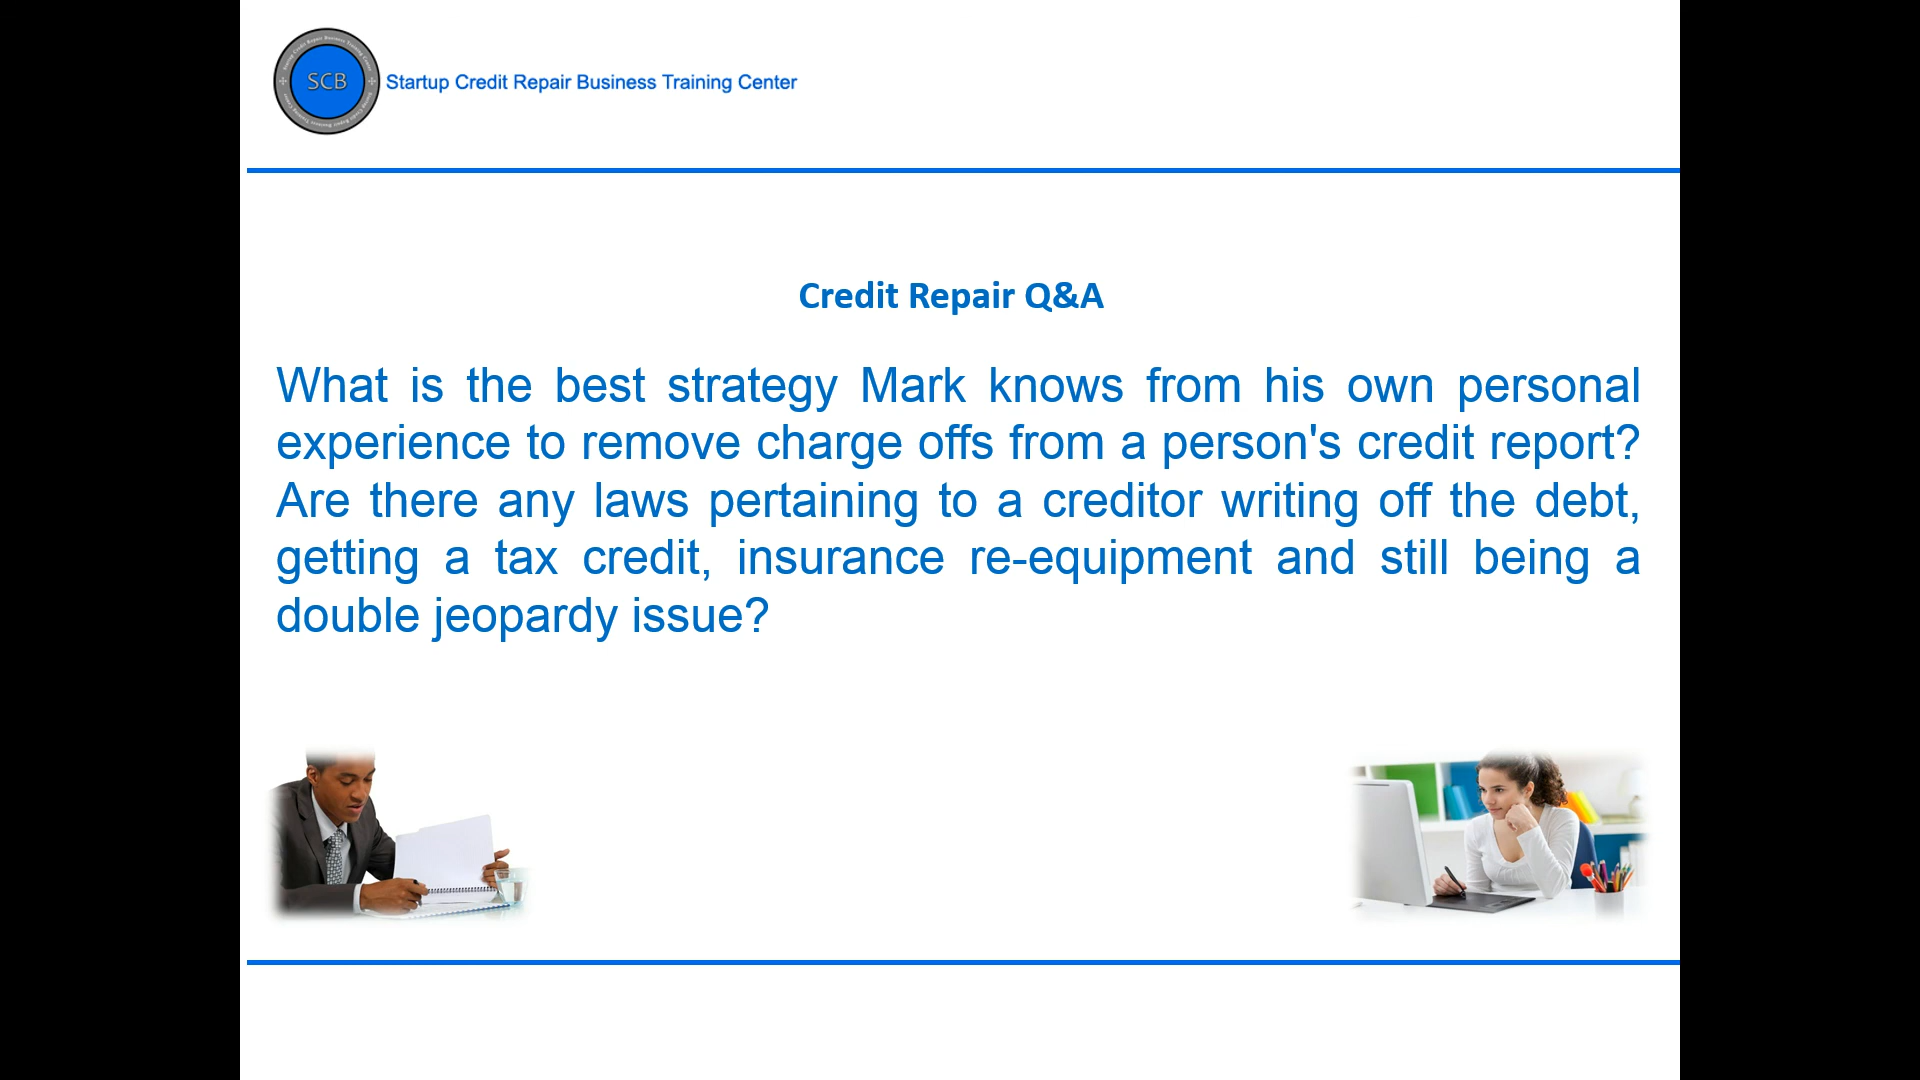 SCB
Startup Credit Repair Business Training Center
Credit Repair Q&A
What is the best strategy Mark knows from his own personal
experience to remove charge offs from a person's credit report?
Are there any laws pertaining to a creditor writing off the debt,
getting a tax credit, insurance re-equipment and still being a
double jeopardy issue?